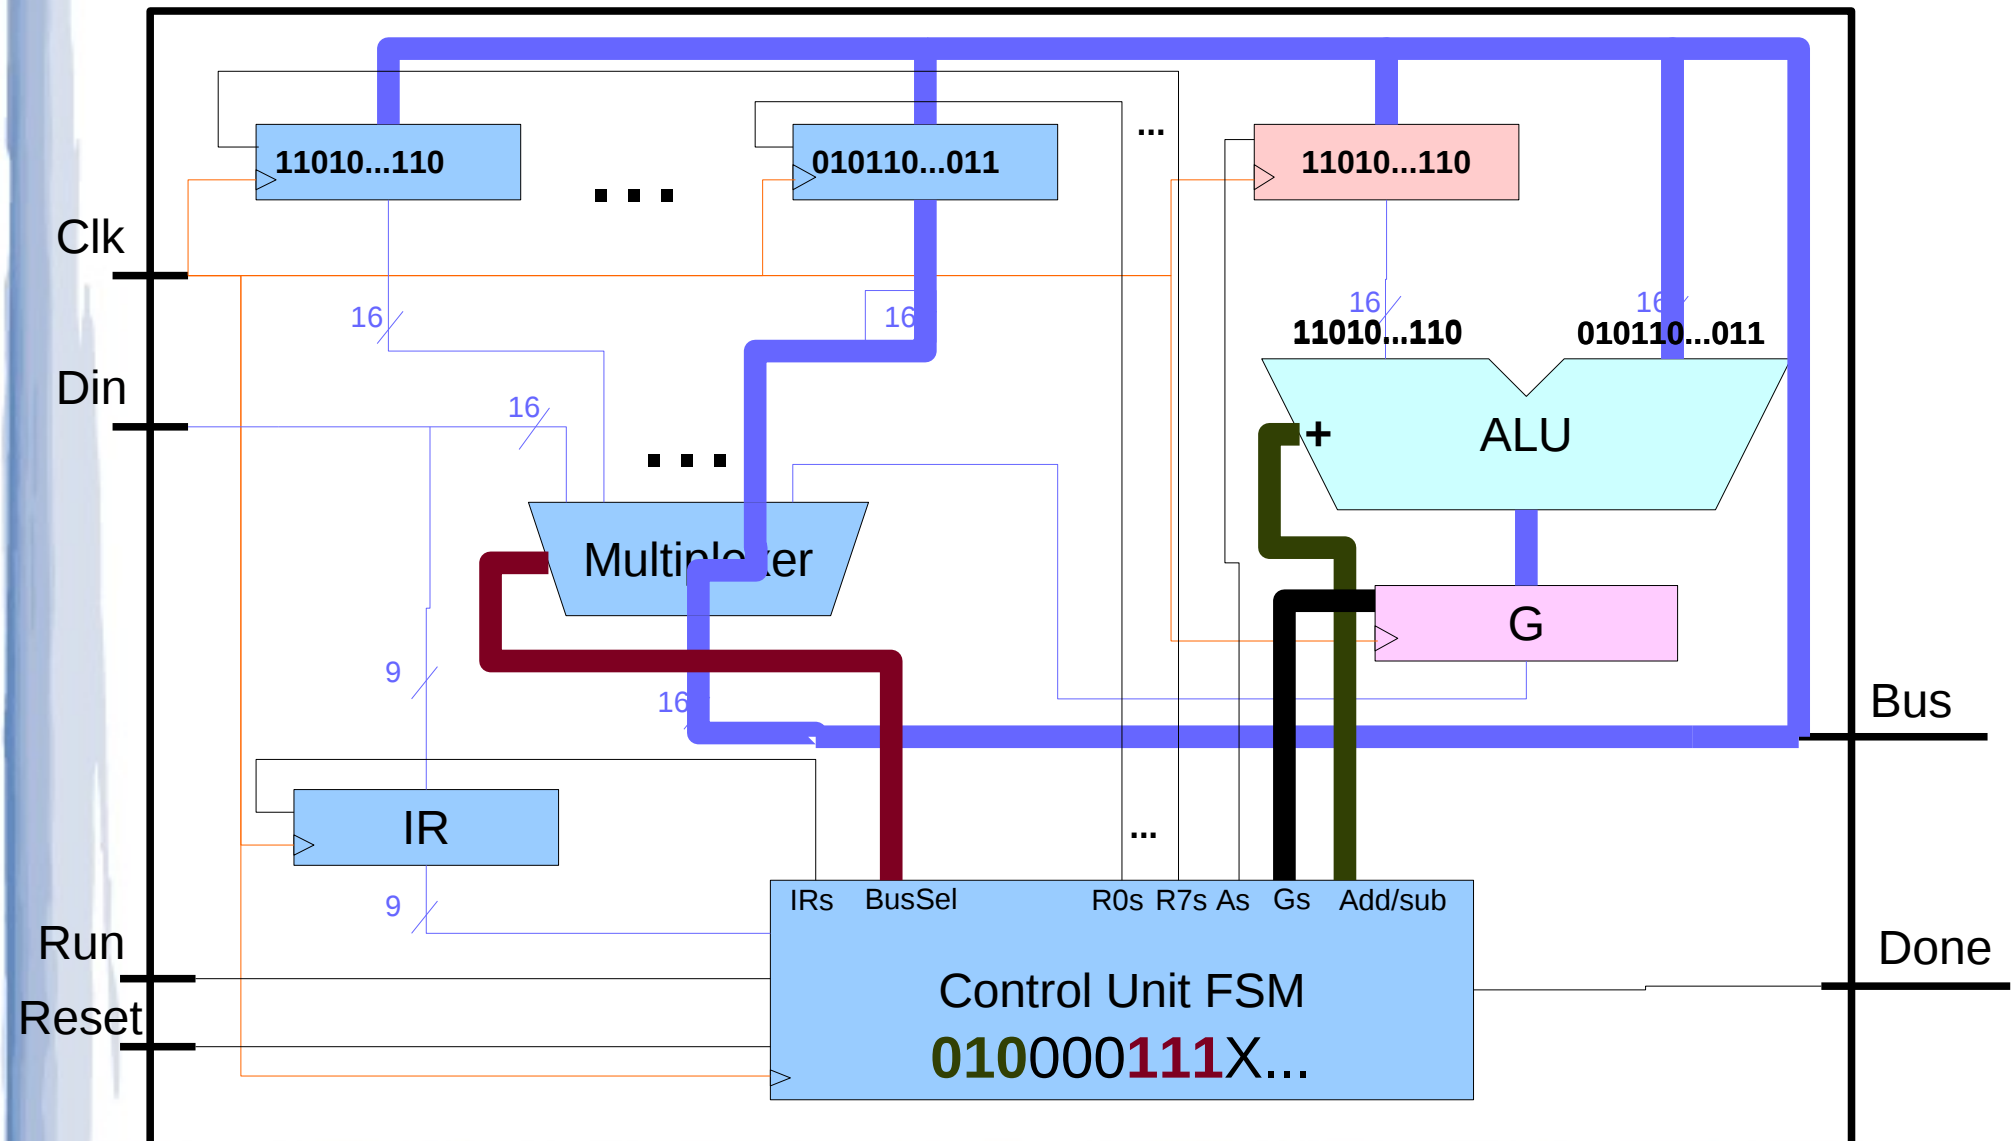 ...
11010...110
010110...011
11010...110
...
Clk
16
16
16
16
11010...110
010110...011
Din
16
...
+
ALU
Multiplexer
G
9
16
Bus
IR
...
9
IRs
BusSel
R0s
R7s
As
Gs
Add/sub
Run
Done
Control Unit FSM
Reset
010000111X...